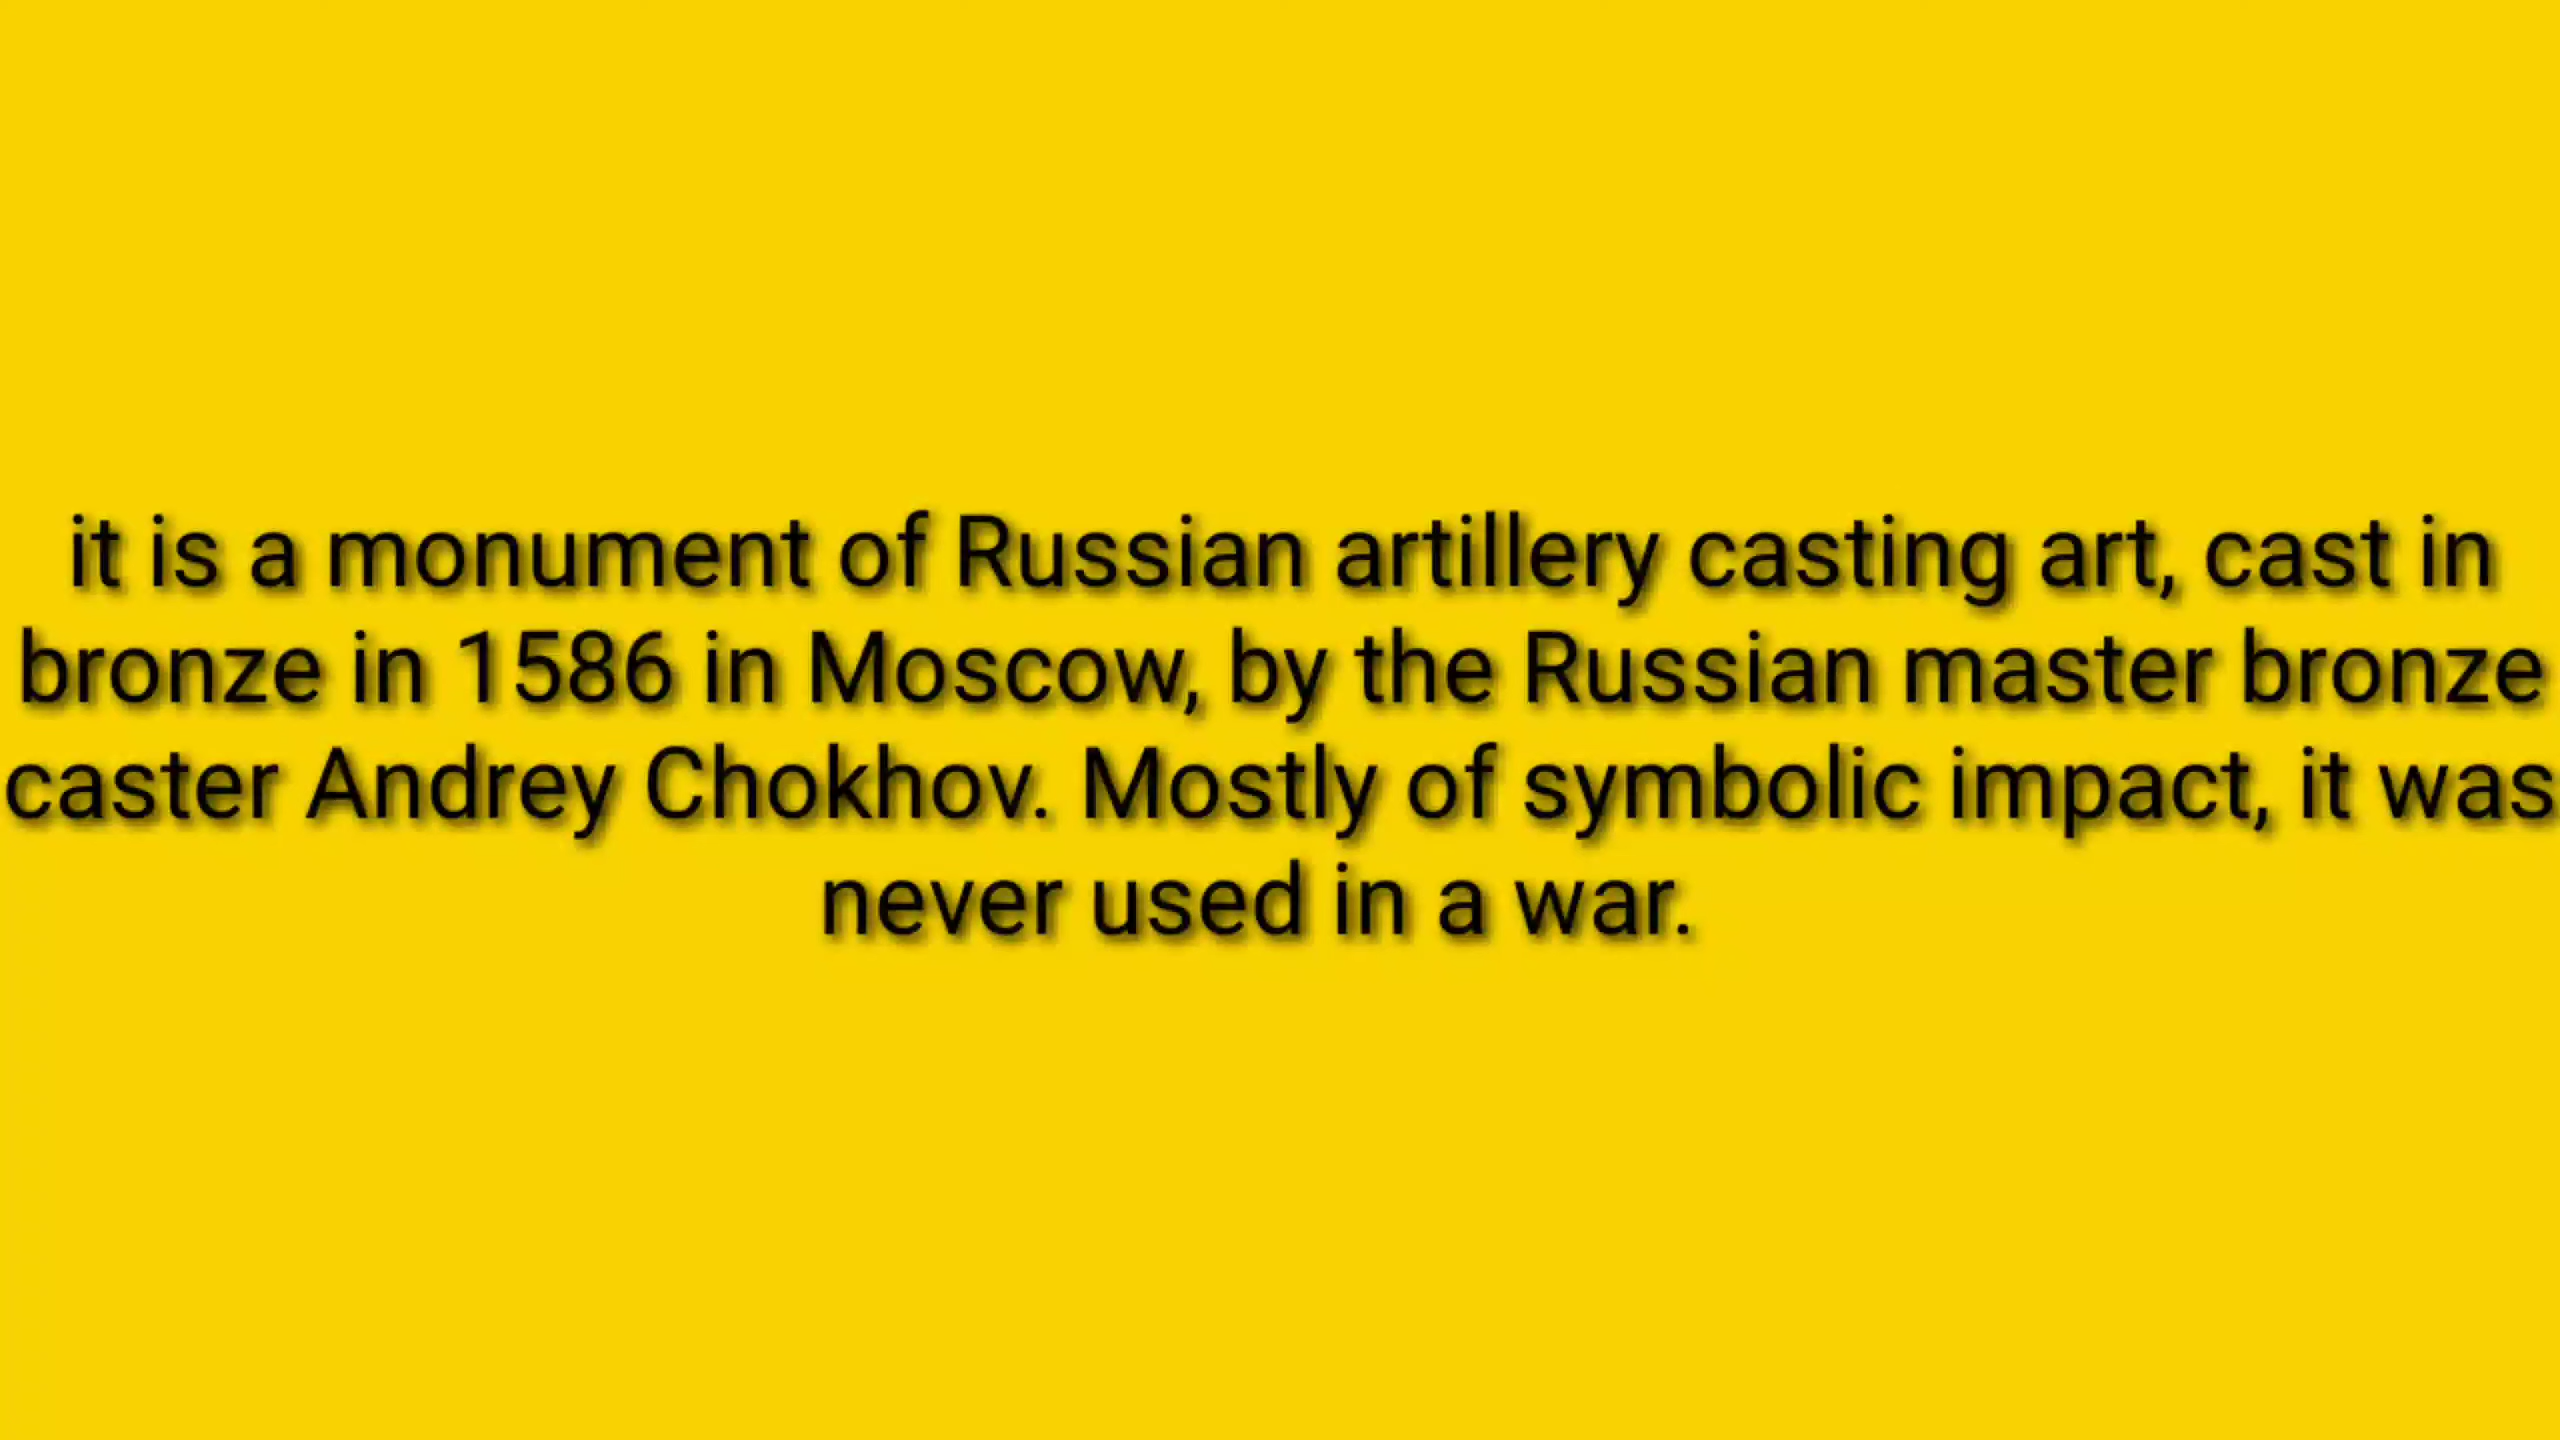 it is a monument of Russian artillery casting art, cast in
bronze in 1586 in Moscow, by the Russian master bronze
caster Andrey Chokhov. Mostly of symbolic impact, it was
never used in a war.